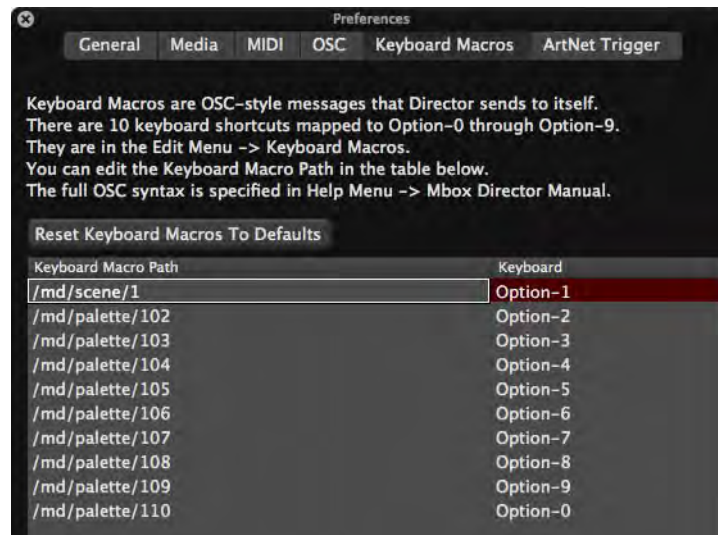 Preferences
General Media MIDI OSC Keyboard Macros ArtNet Trigger
Keyboard Macros are OSC-style messages that Director sends to itself.
There are 10 keyboard shortcuts mapped to Option-0 through Option-9.
They are in the Edit Menu -> Keyboard Macros.
You can edit the Keyboard Macro Path in the table below.
The full OSC syntax is specified in Help Menu -> Mbox Director Manual.
Reset Keyboard Macros To Defaults
Keyboard Macro Path Keyboard
/md/scene/1 Option-1
/md/palette/102 Option-2
/md/palette/103 Option-3
/md/palette/104 Option-4
/md/palette/105 Option-5
/md/palette/106 Option-6
/md/palette/107 Option-7
/md/palette/108 Option-8
/md/palette/109 Option-9
/md/palette/110 Option-0